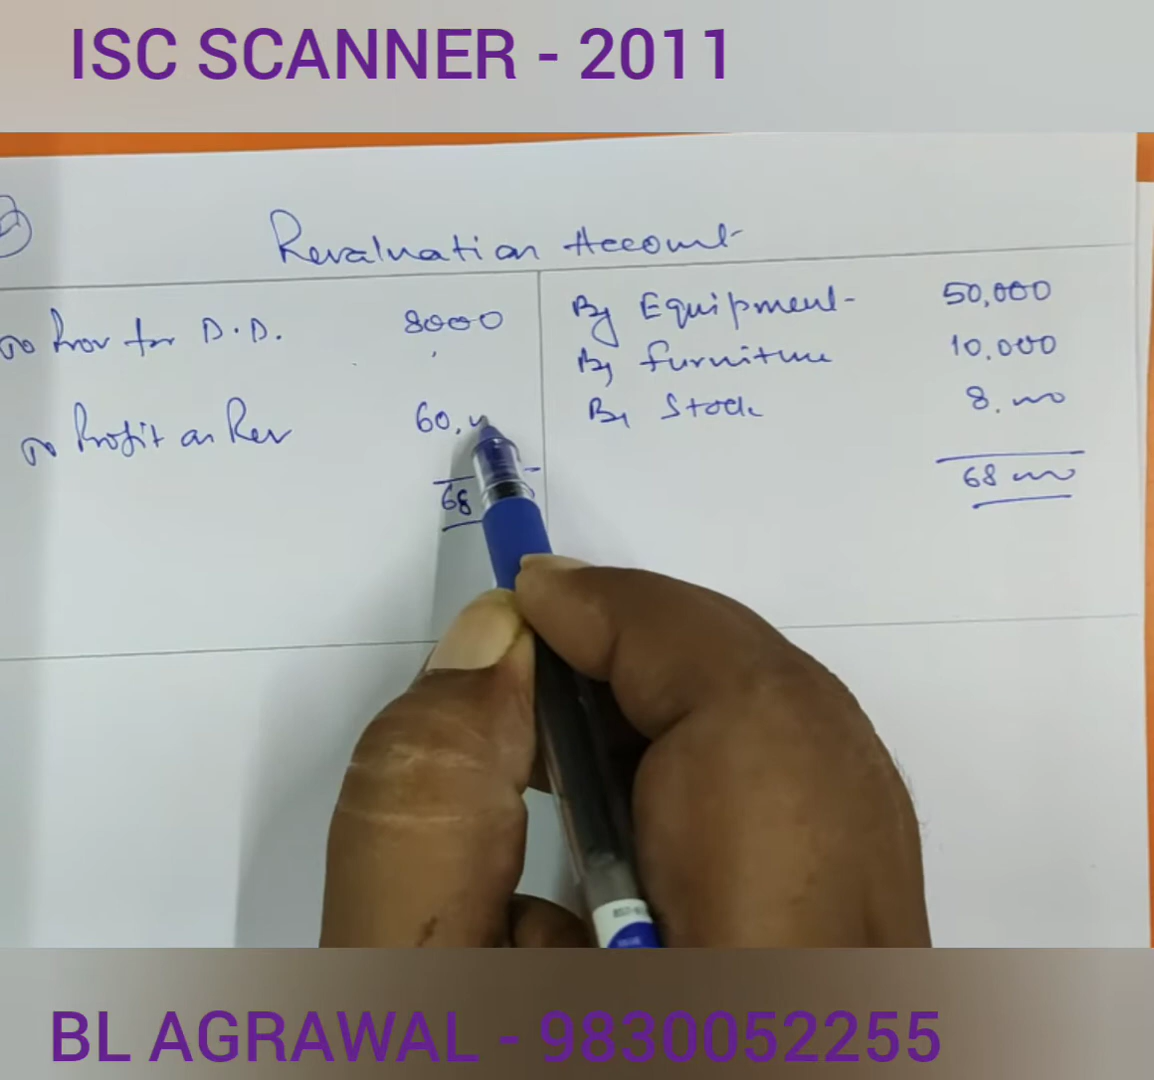 ISC SCANNER - 2011
Revaluation Account
To Prov for D.D. 8000
To Profit on Rev 60,
68
By Equipment 50,000
By furniture 10,000
By Stock 8,000
68 000
BL AGRAWAL - 9830052255